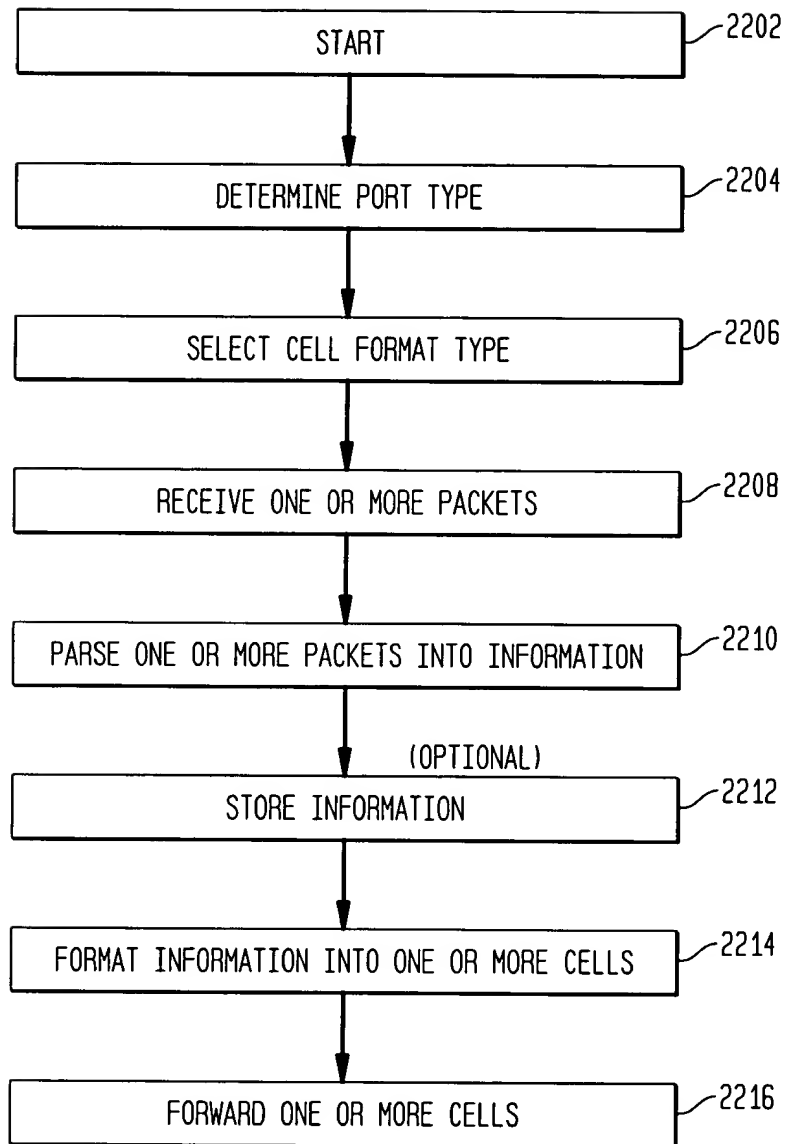 START
2202
DETERMINE PORT TYPE
2204
SELECT CELL FORMAT TYPE
2206
RECEIVE ONE OR MORE PACKETS
2208
PARSE ONE OR MORE PACKETS INTO INFORMATION
2210
(OPTIONAL)
STORE INFORMATION
2212
FORMAT INFORMATION INTO ONE OR MORE CELLS
2214
FORWARD ONE OR MORE CELLS
2216